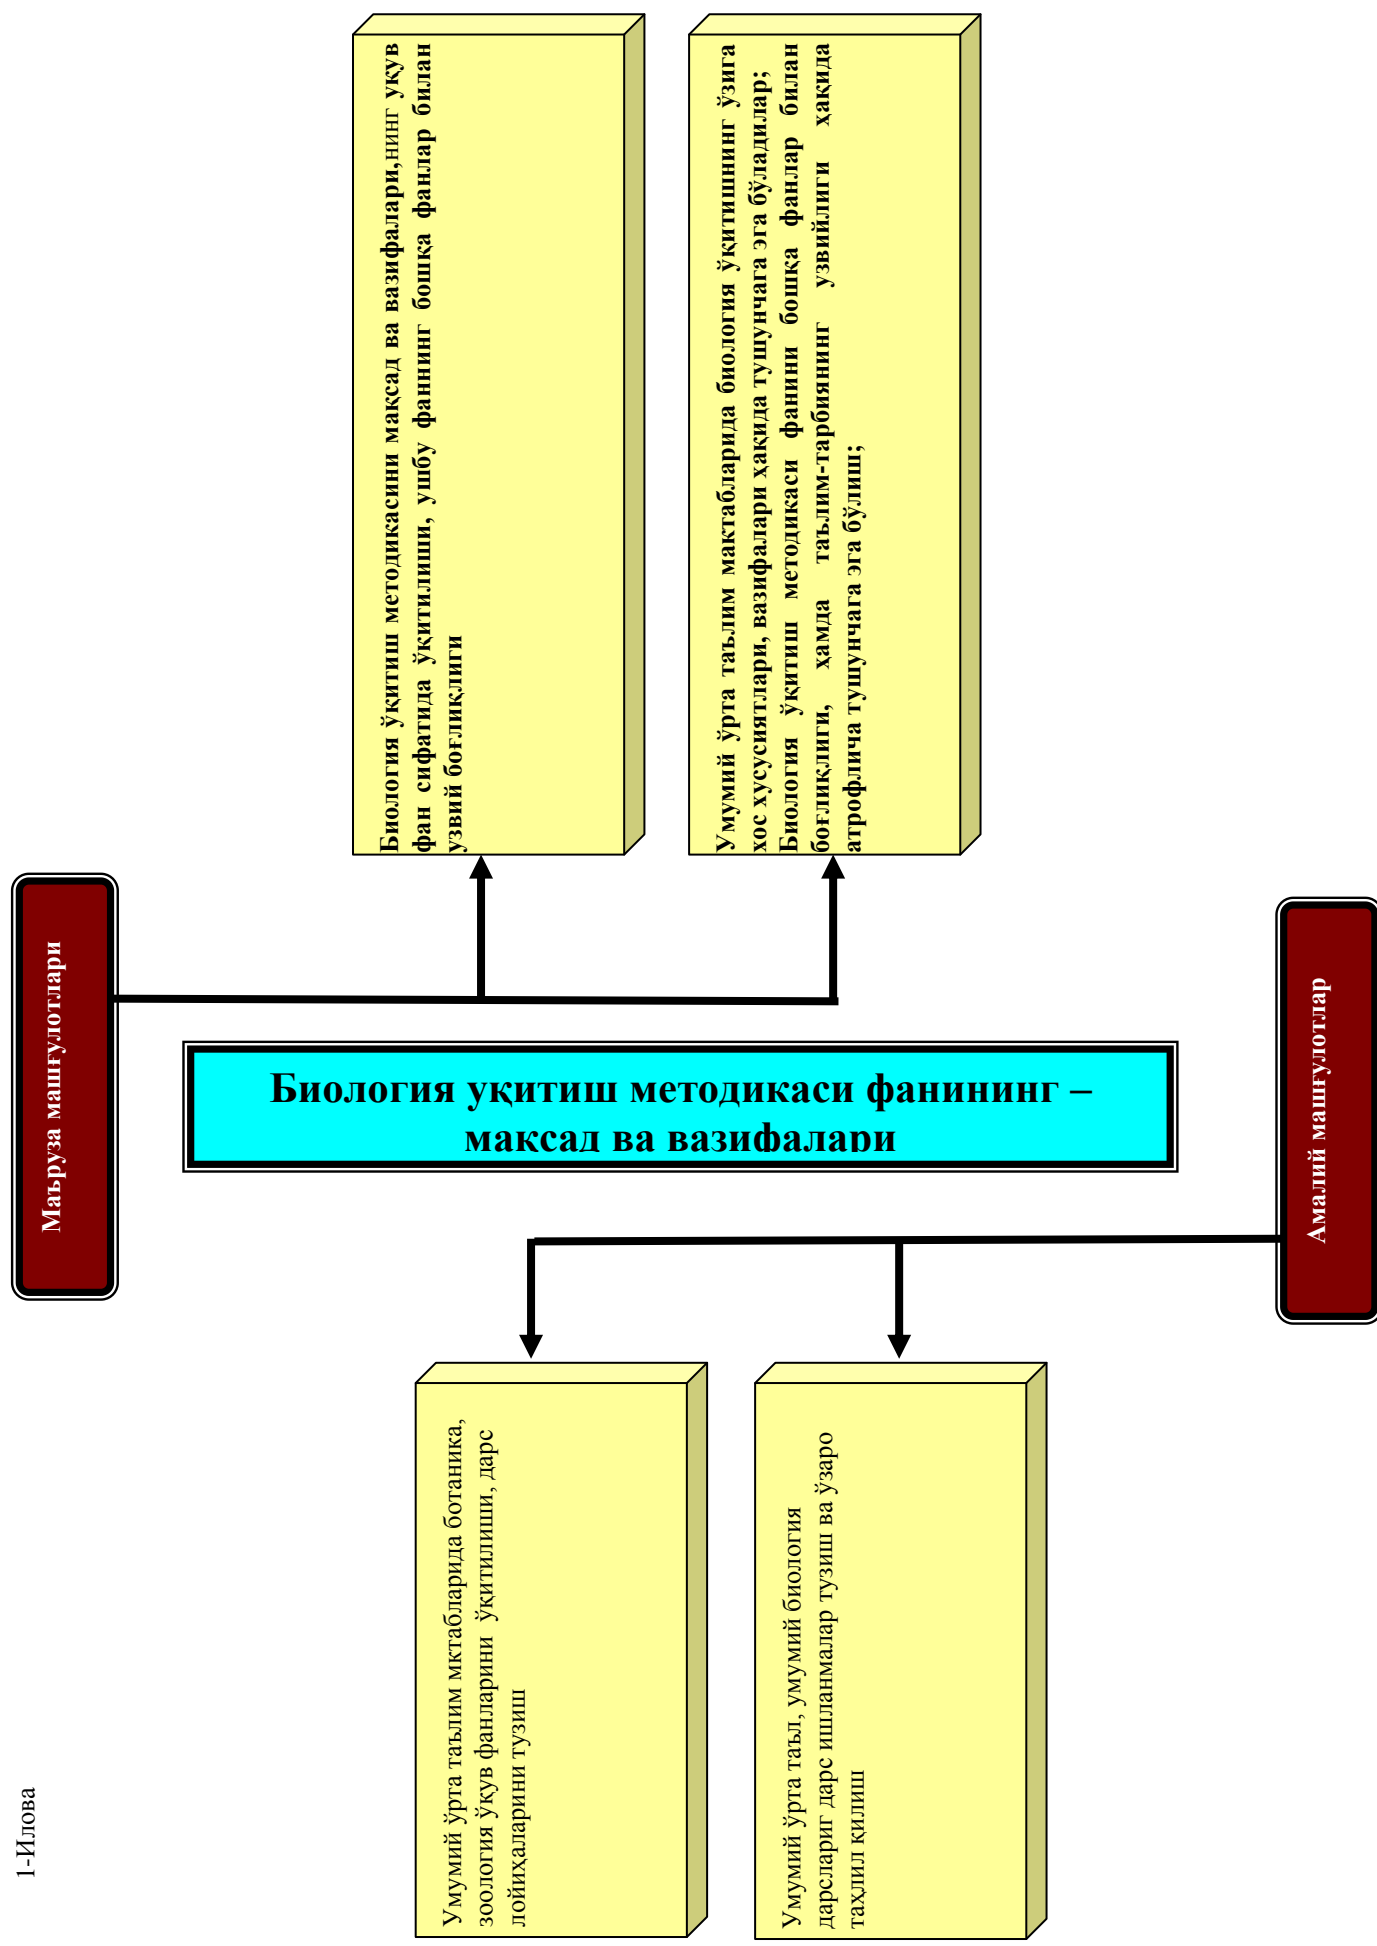 1-Илова
Маъруза машғулотлари
Биология ўқитиш методикасини мақсад ва вазифалари,нинг уқув
фан сифатида ўқитилиши, ушбу фаннинг бошқа фанлар билан
узвий боғлиқлиги
Умумий ўрта таълим мактабларида биология ўқитишнинг ўзига
хос хусусиятлари, вазифалари ҳақида тушунчага эга бўладилар;
Биология ўқитиш методикаси фанини бошқа фанлар билан
боғлиқлиги, ҳамда таълим-тарбиянинг узвийлиги ҳақида
атрофлича тушунчага эга бўлиш;
Биология уқитиш методикаси фанининг –
мақсад ва вазифалари
Умумий ўрта таълим мктабларида ботаника,
зоология ўқув фанларини ўқитилиши, дарс
лойиҳаларини тузиш
Умумий ўрта таъл, умумий биология
дарслариг дарс ишланмалар тузиш ва ўзаро
таҳлил қилиш
Амалий машғулотлар